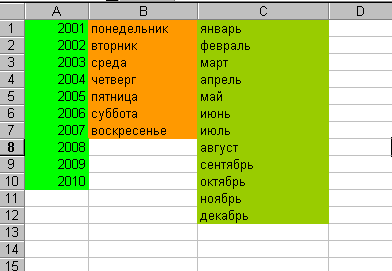 A B C D
1 2001 понедельник январь
2 2002 вторник февраль
3 2003 среда март
4 2004 четверг апрель
5 2005 пятница май
6 2006 суббота июнь
7 2007 воскресенье июль
8 2008 август
9 2009 сентябрь
10 2010 октябрь
11 ноябрь
12 декабрь
13
14
15